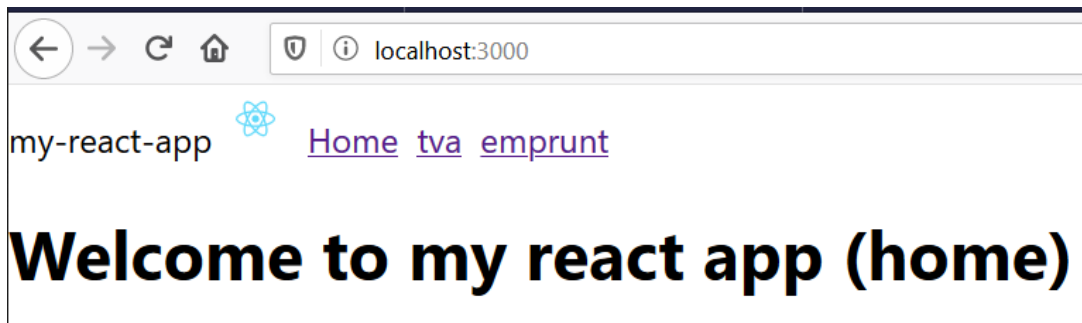 localhost:3000
my-react-app Home tva emprunt
Welcome to my react app (home)